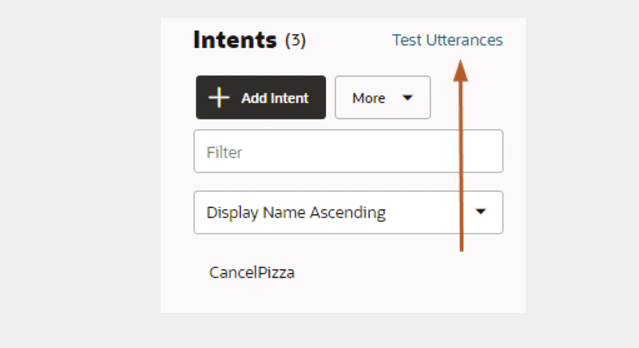 Intents (3) Test Utterances
Add Intent More
Filter
Display Name Ascending
CancelPizza